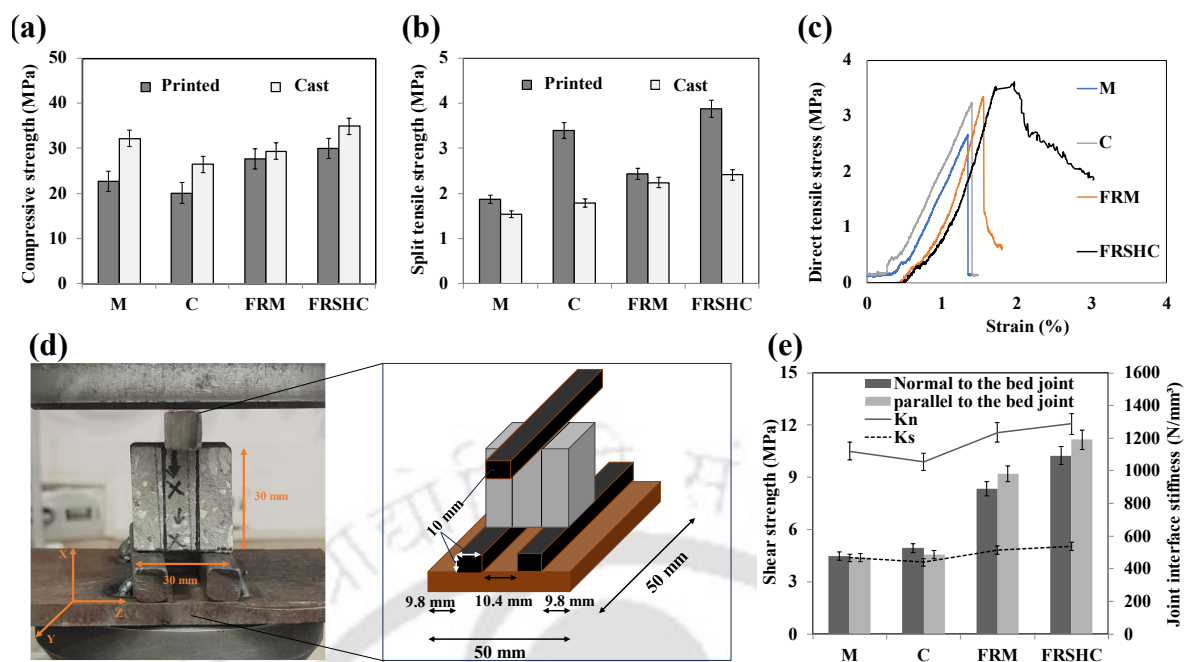 (a)
Compressive strength (MPa)
50
40
30
20
10
0
Printed
Cast
M
C
FRM
FRSHC
(b)
Split tensile strength (MPa)
5
4
3
2
1
0
Printed
Cast
M
C
FRM
FRSHC
(c)
Direct tensile stress (MPa)
4
3
2
1
0
0
1
2
3
4
Strain (%)
M
C
FRM
FRSHC
(d)
30 mm
30 mm
X
Z
Y
10 mm
9.8 mm
10.4 mm
9.8 mm
50 mm
50 mm
(e)
Shear strength (MPa)
15
12
9
6
3
0
Normal to the bed joint
parallel to the bed joint
Kn
Ks
1600
1400
1200
1000
800
600
400
200
0
Joint interface stiffness (N/mm³)
M
C
FRM
FRSHC